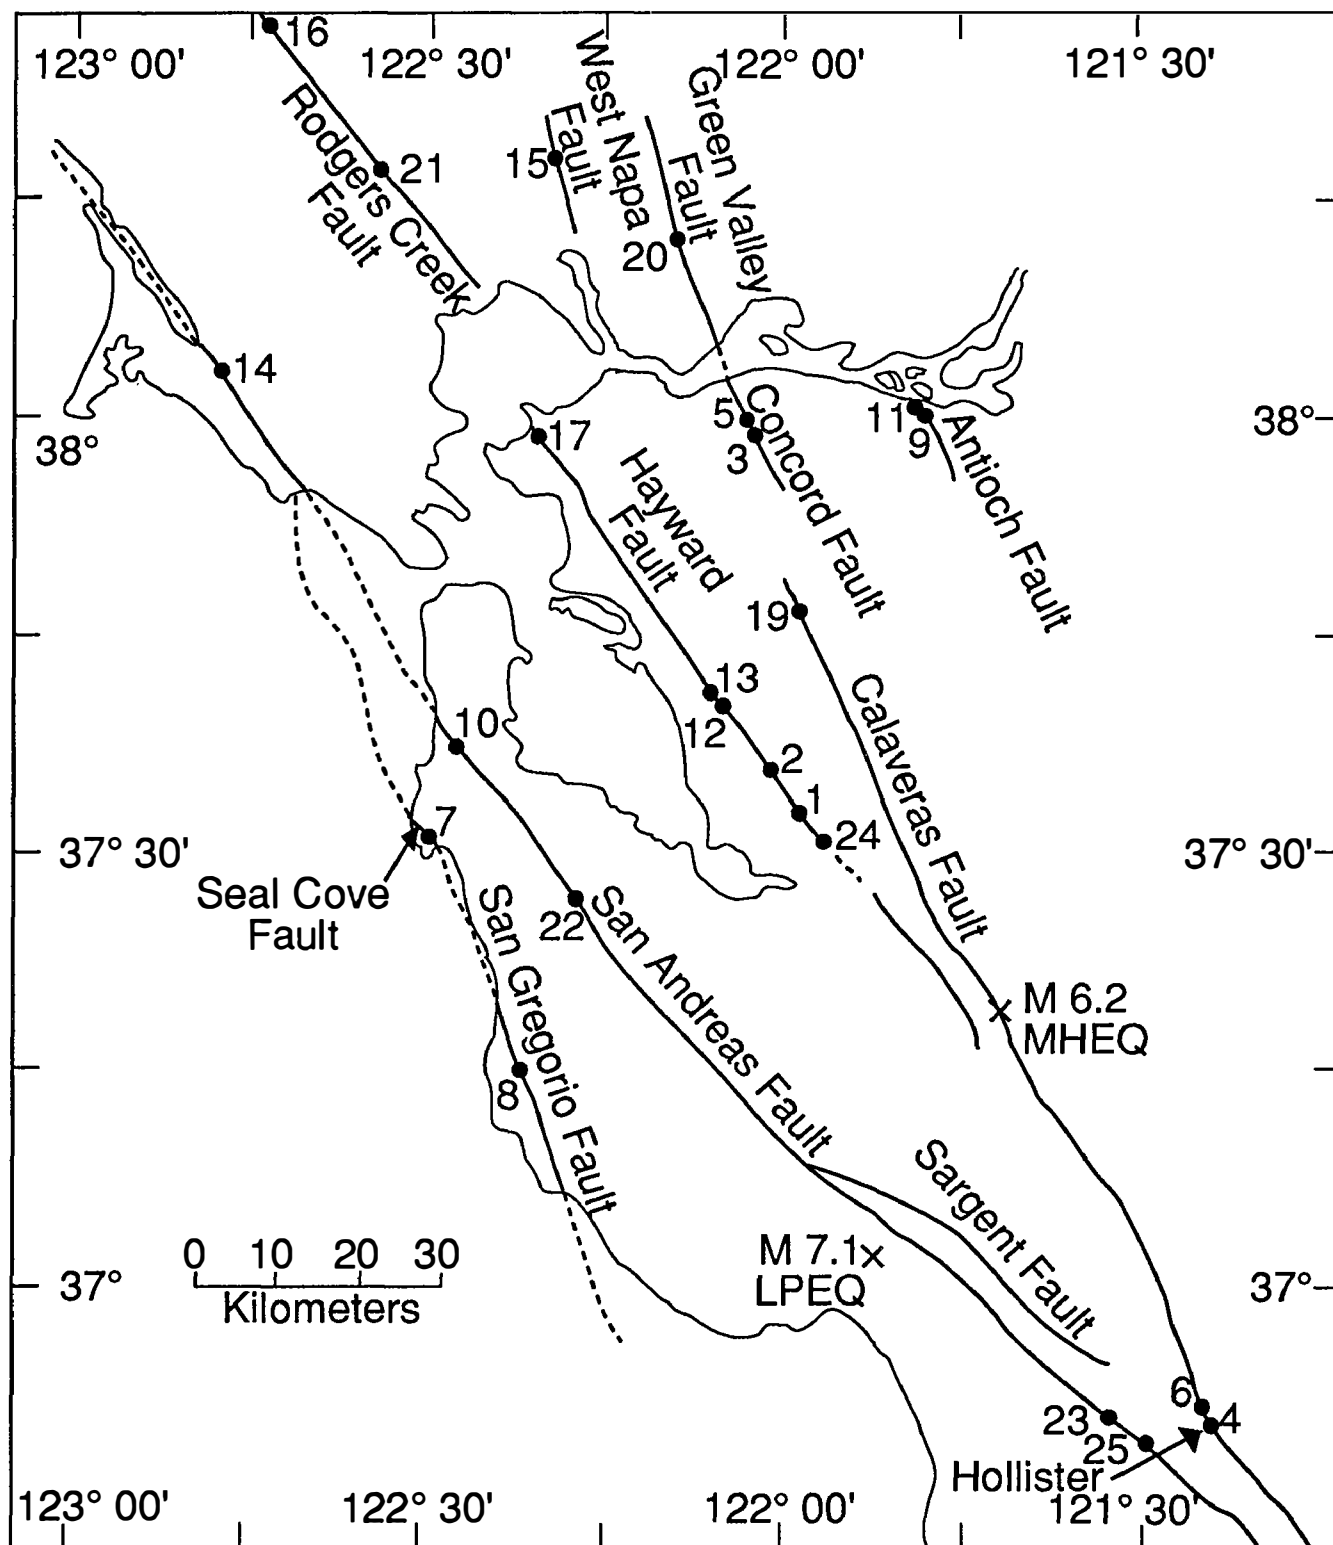 16
123° 00'
122° 30'
122° 00'
121° 30'
West Napa
Fault
Green Valley
Fault
Rodgers Creek
Fault
21
15
20
14
38°
38°
17
5
3
11
9
Concord Fault
Antioch Fault
Hayward
Fault
19
13
12
10
2
1
24
Calaveras Fault
7
37° 30'
37° 30'
Seal Cove
Fault
22
San Gregorio Fault
San Andreas Fault
M 6.2
MHEQ
8
Sargent Fault
M 7.1
LPEQ
0 10 20 30
Kilometers
37°
37°
6
4
23
25
Hollister
123° 00'
122° 30'
122° 00'
121° 30'